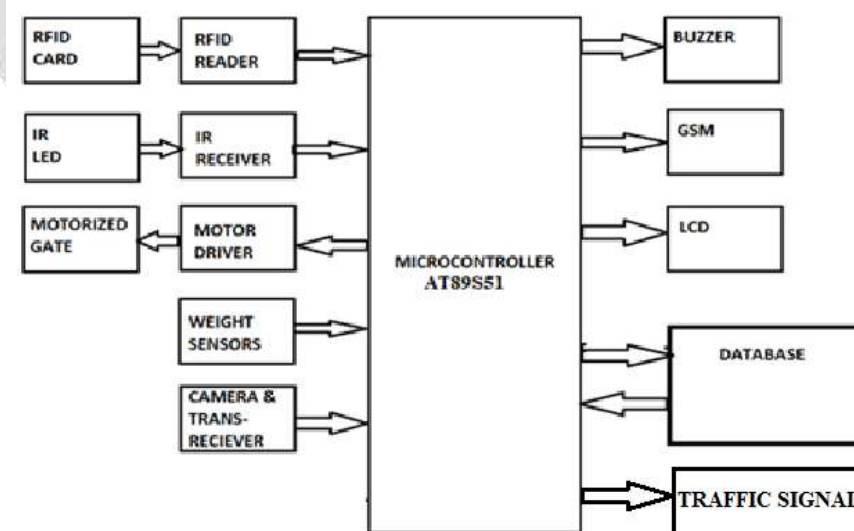 RFID
CARD
RFID
READER
BUZZER
IR
LED
IR
RECEIVER
GSM
MOTORIZED
GATE
MOTOR
DRIVER
LCD
MICROCONTROLLER
AT89S51
WEIGHT
SENSORS
DATABASE
CAMERA &
TRANS-
RECIEVER
TRAFFIC SIGNAL